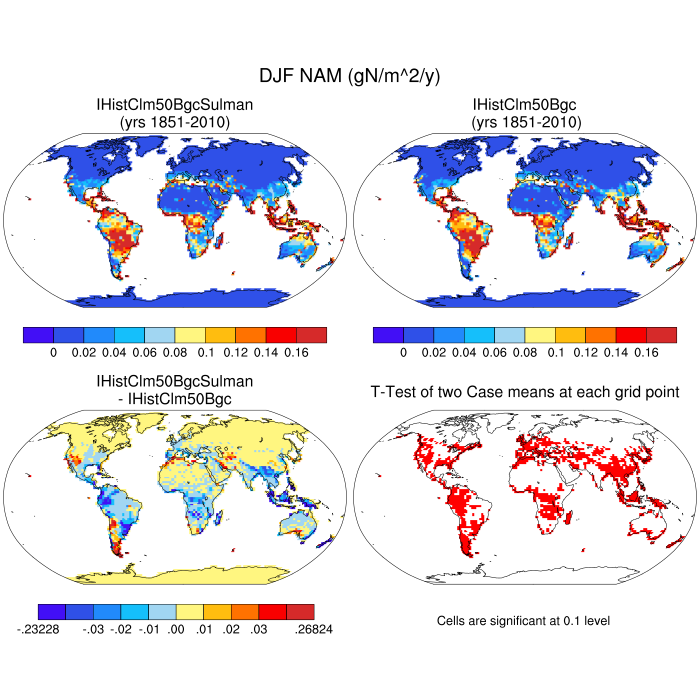 DJF NAM (gN/m^2/y)
IHistClm50BgcSulman
(yrs 1851-2010)
IHistClm50Bgc
(yrs 1851-2010)
0 0.02 0.04 0.06 0.08 0.1 0.12 0.14 0.16
0 0.02 0.04 0.06 0.08 0.1 0.12 0.14 0.16
IHistClm50BgcSulman
- IHistClm50Bgc
T-Test of two Case means at each grid point
-.23228 -.03 -.02 -.01 .00 .01 .02 .03 .26824
Cells are significant at 0.1 level